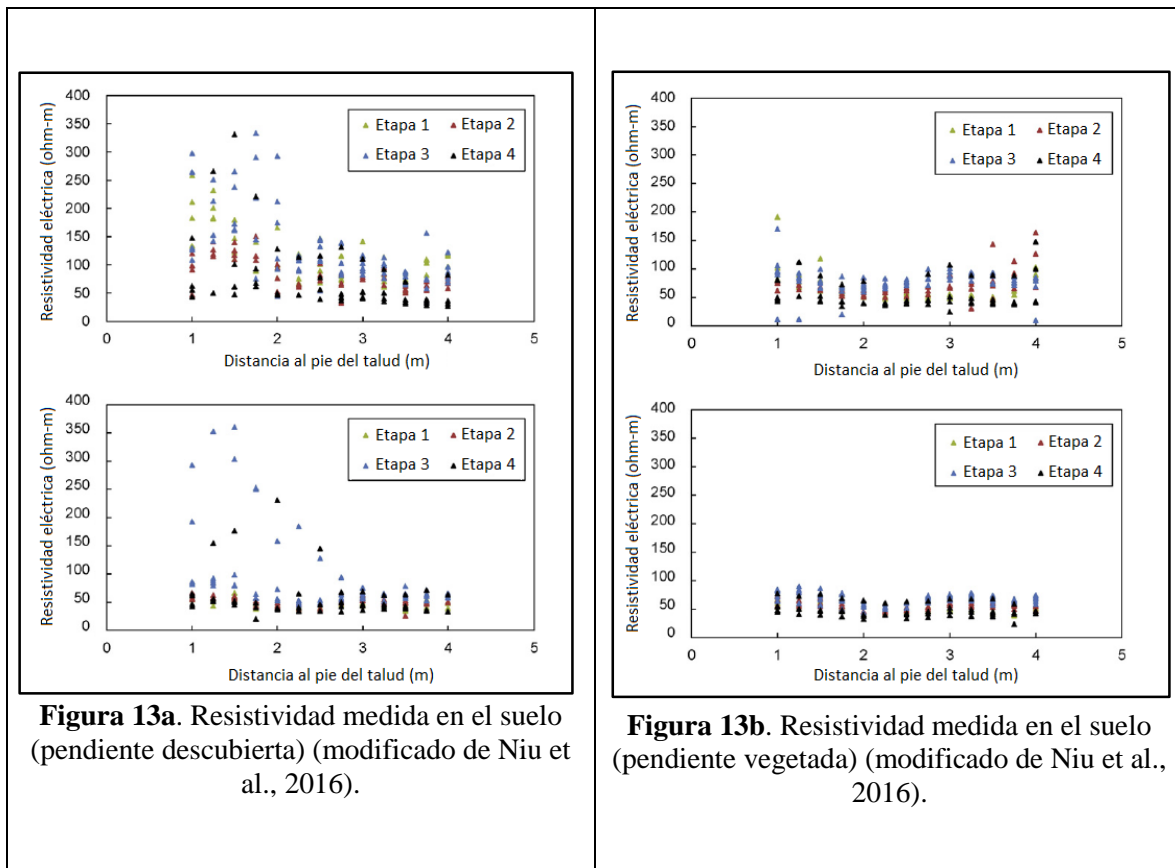 400
350
300
250
200
150
100
50
0
Resistividad eléctrica (ohm-m)
Etapa 1 Etapa 2
Etapa 3 Etapa 4
0 1 2 3 4 5
Distancia al pie del talud (m)
400
350
300
250
200
150
100
50
0
Resistividad eléctrica (ohm-m)
Etapa 1 Etapa 2
Etapa 3 Etapa 4
0 1 2 3 4 5
Distancia al pie del talud (m)
Figura 13a. Resistividad medida en el suelo
(pendiente descubierta) (modificado de Niu et
al., 2016).
400
350
300
250
200
150
100
50
0
Resistividad eléctrica (ohm-m)
Etapa 1 Etapa 2
Etapa 3 Etapa 4
0 1 2 3 4 5
Distancia al pie del talud (m)
400
350
300
250
200
150
100
50
0
Resistividad eléctrica (ohm-m)
Etapa 1 Etapa 2
Etapa 3 Etapa 4
0 1 2 3 4 5
Distancia al pie del talud (m)
Figura 13b. Resistividad medida en el suelo
(pendiente vegetada) (modificado de Niu et al.,
2016).